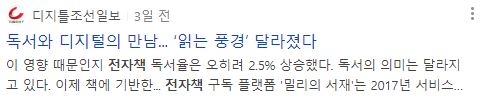 디지틀조선일보 3일 전
독서와 디지털의 만남... '읽는 풍경' 달라졌다
이 영향 때문인지 전자책 독서율은 오히려 2.5% 상승했다. 독서의 의미는 달라지
고 있다. 이제 책에 기반한... 전자책 구독 플랫폼 '밀리의 서재'는 2017년 서비스...